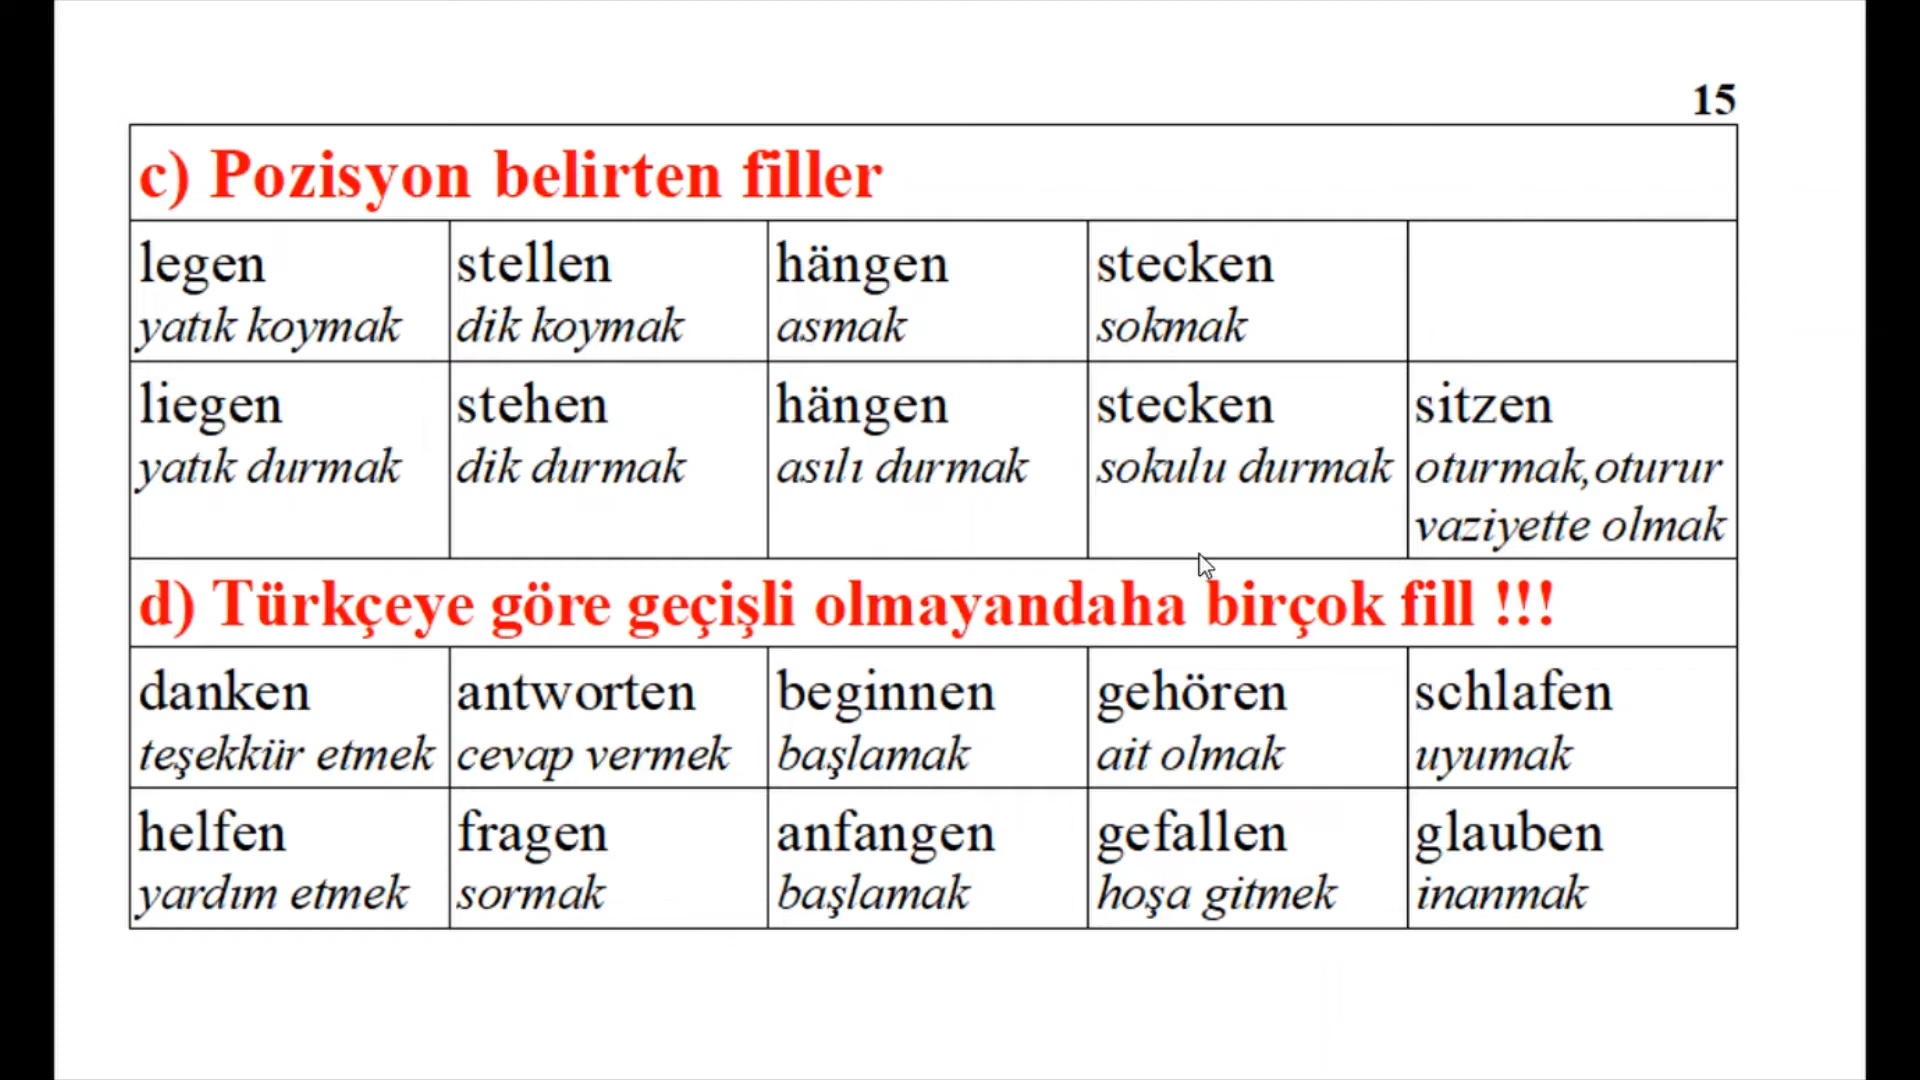 15
c) Pozisyon belirten filler
legen
yatık koymak
stellen
dik koymak
hängen
asmak
stecken
sokmak
liegen
yatık durmak
stehen
dik durmak
hängen
asılı durmak
stecken
sokulu durmak
sitzen
oturmak,oturur
vaziyette olmak
d) Türkçeye göre geçişli olmayandaha birçok fill !!!
danken
teşekkür etmek
antworten
cevap vermek
beginnen
başlamak
gehören
ait olmak
schlafen
uyumak
helfen
yardım etmek
fragen
sormak
anfangen
başlamak
gefallen
hoşa gitmek
glauben
inanmak